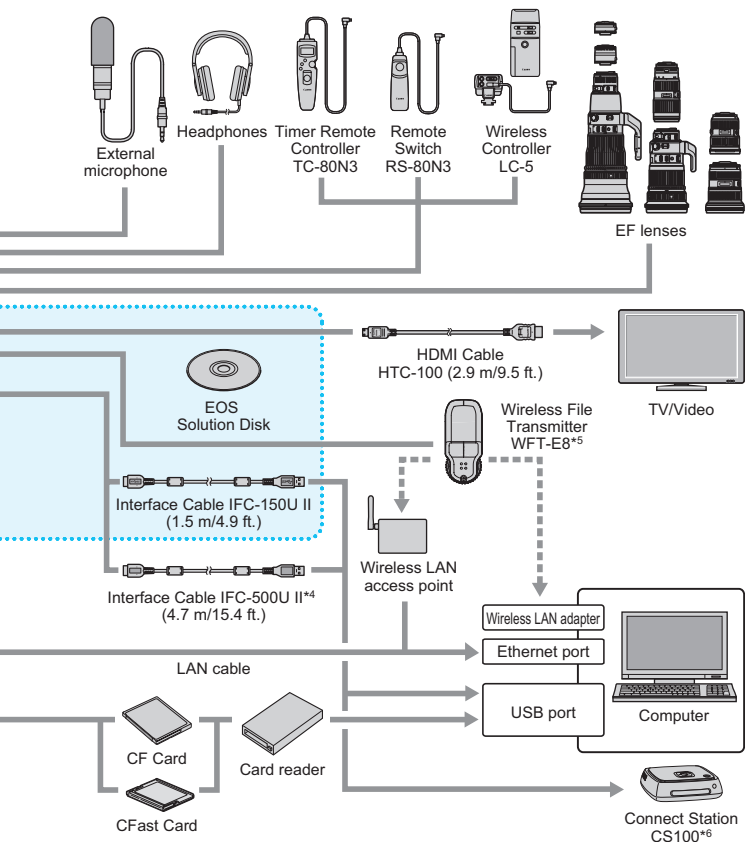 External
microphone
Headphones
Timer Remote
Controller
TC-80N3
Remote
Switch
RS-80N3
Wireless
Controller
LC-5
EF lenses
HDMI Cable
HTC-100 (2.9 m/9.5 ft.)
TV/Video
EOS
Solution Disk
Wireless File
Transmitter
WFT-E8*5
Interface Cable IFC-150U II
(1.5 m/4.9 ft.)
Wireless LAN
access point
Interface Cable IFC-500U II*4
(4.7 m/15.4 ft.)
Wireless LAN adapter
Ethernet port
LAN cable
USB port
Computer
CF Card
Card reader
CFast Card
Connect Station
CS100*6